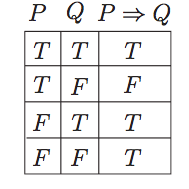 P Q P ⇒ Q
T T T
T F F
F T T
F F T